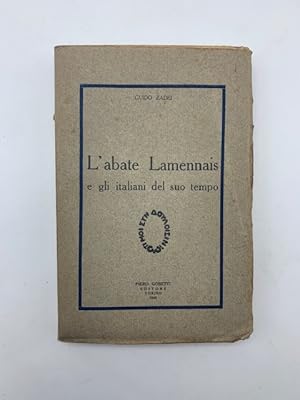 GUIDO ZADEI
L'abate Lamennais
e gli italiani del suo tempo
PIERO GOBETTI
EDITORE
TORINO